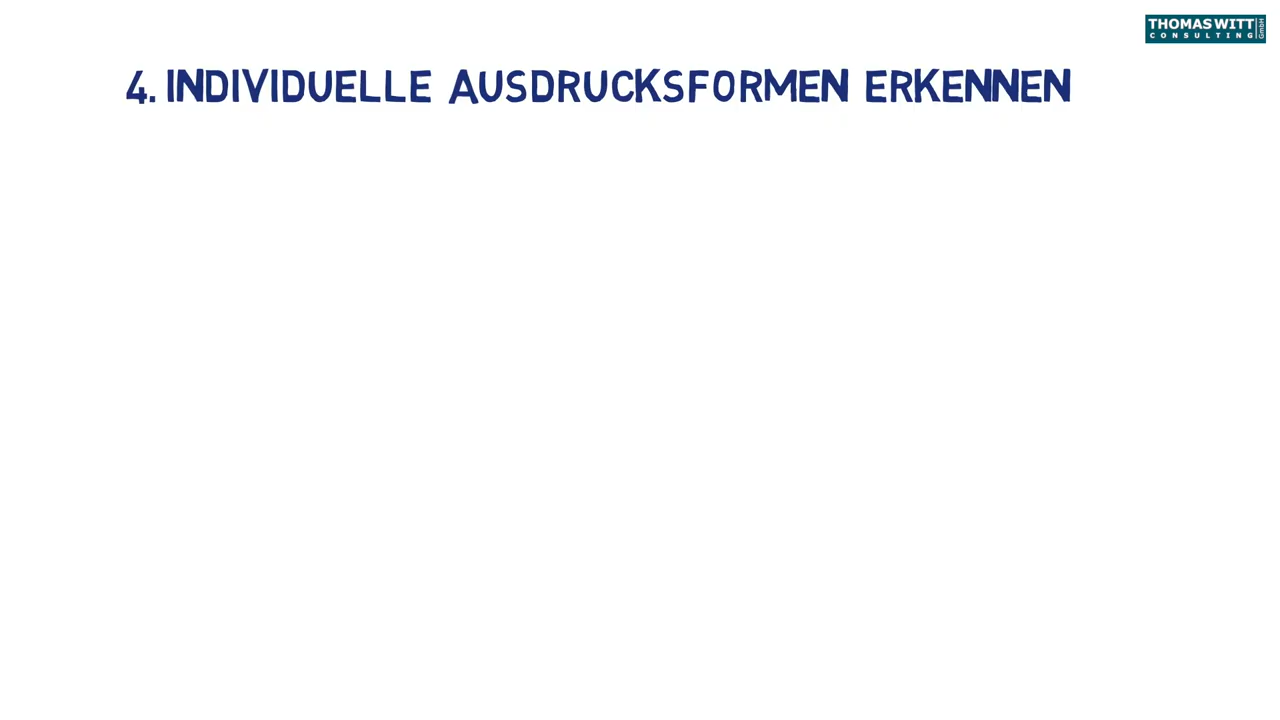 THOMAS WITT GmbH
CONSULTING
4. INDIVIDUELLE AUSDRUCKSFORMEN ERKENNEN